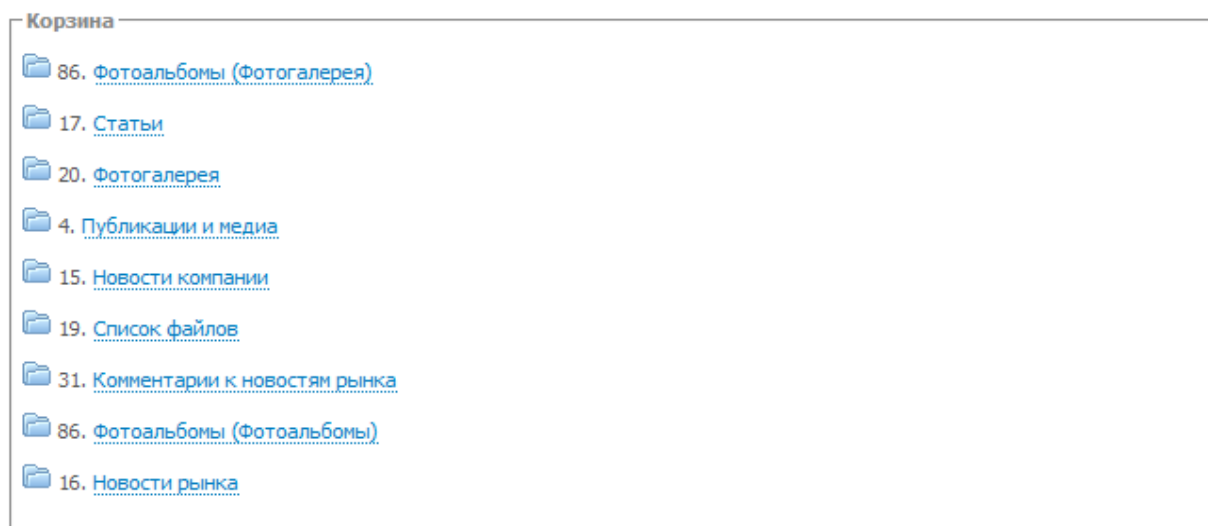 Корзина
86. Фотоальбомы (Фотогалерея)
17. Статьи
20. Фотогалерея
4. Публикации и медиа
15. Новости компании
19. Список файлов
31. Комментарии к новостям рынка
86. Фотоальбомы (Фотоальбомы)
16. Новости рынка